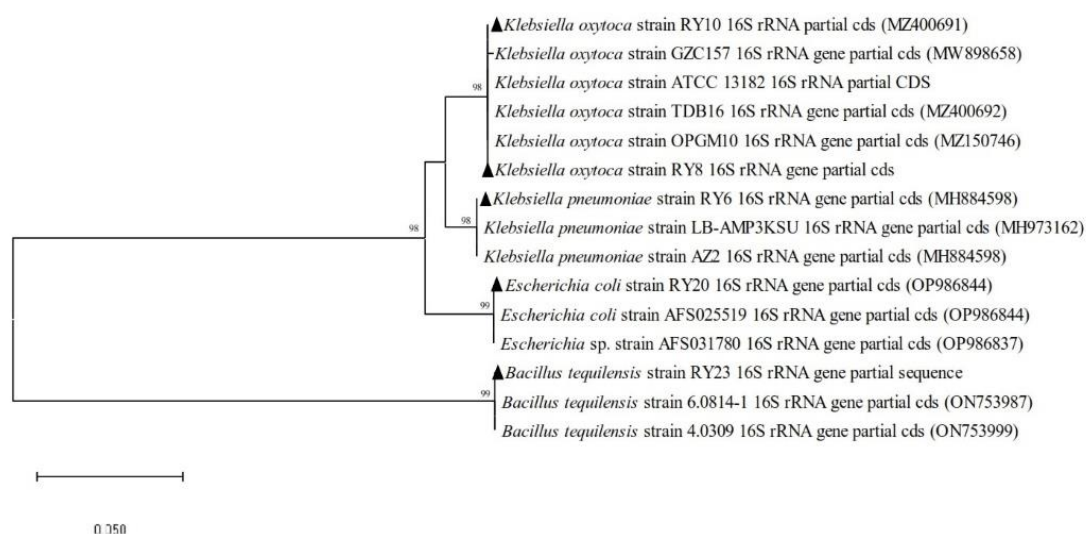 ▲Klebsiella oxytoca strain RY10 16S rRNA partial cds (MZ400691)
Klebsiella oxytoca strain GZC157 16S rRNA gene partial cds (MW898658)
98
Klebsiella oxytoca strain ATCC 13182 16S rRNA partial CDS
Klebsiella oxytoca strain TDB16 16S rRNA gene partial cds (MZ400692)
Klebsiella oxytoca strain OPGM10 16S rRNA gene partial cds (MZ150746)
▲Klebsiella oxytoca strain RY8 16S rRNA gene partial cds
▲Klebsiella pneumoniae strain RY6 16S rRNA gene partial cds (MH884598)
98
98
Klebsiella pneumoniae strain LB-AMP3KSU 16S rRNA gene partial cds (MH973162)
Klebsiella pneumoniae strain AZ2 16S rRNA gene partial cds (MH884598)
▲Escherichia coli strain RY20 16S rRNA gene partial cds (OP986844)
99
Escherichia coli strain AFS025519 16S rRNA gene partial cds (OP986844)
Escherichia sp. strain AFS031780 16S rRNA gene partial cds (OP986837)
▲Bacillus tequilensis strain RY23 16S rRNA gene partial sequence
99
Bacillus tequilensis strain 6.0814-1 16S rRNA gene partial cds (ON753987)
Bacillus tequilensis strain 4.0309 16S rRNA gene partial cds (ON753999)
0.050